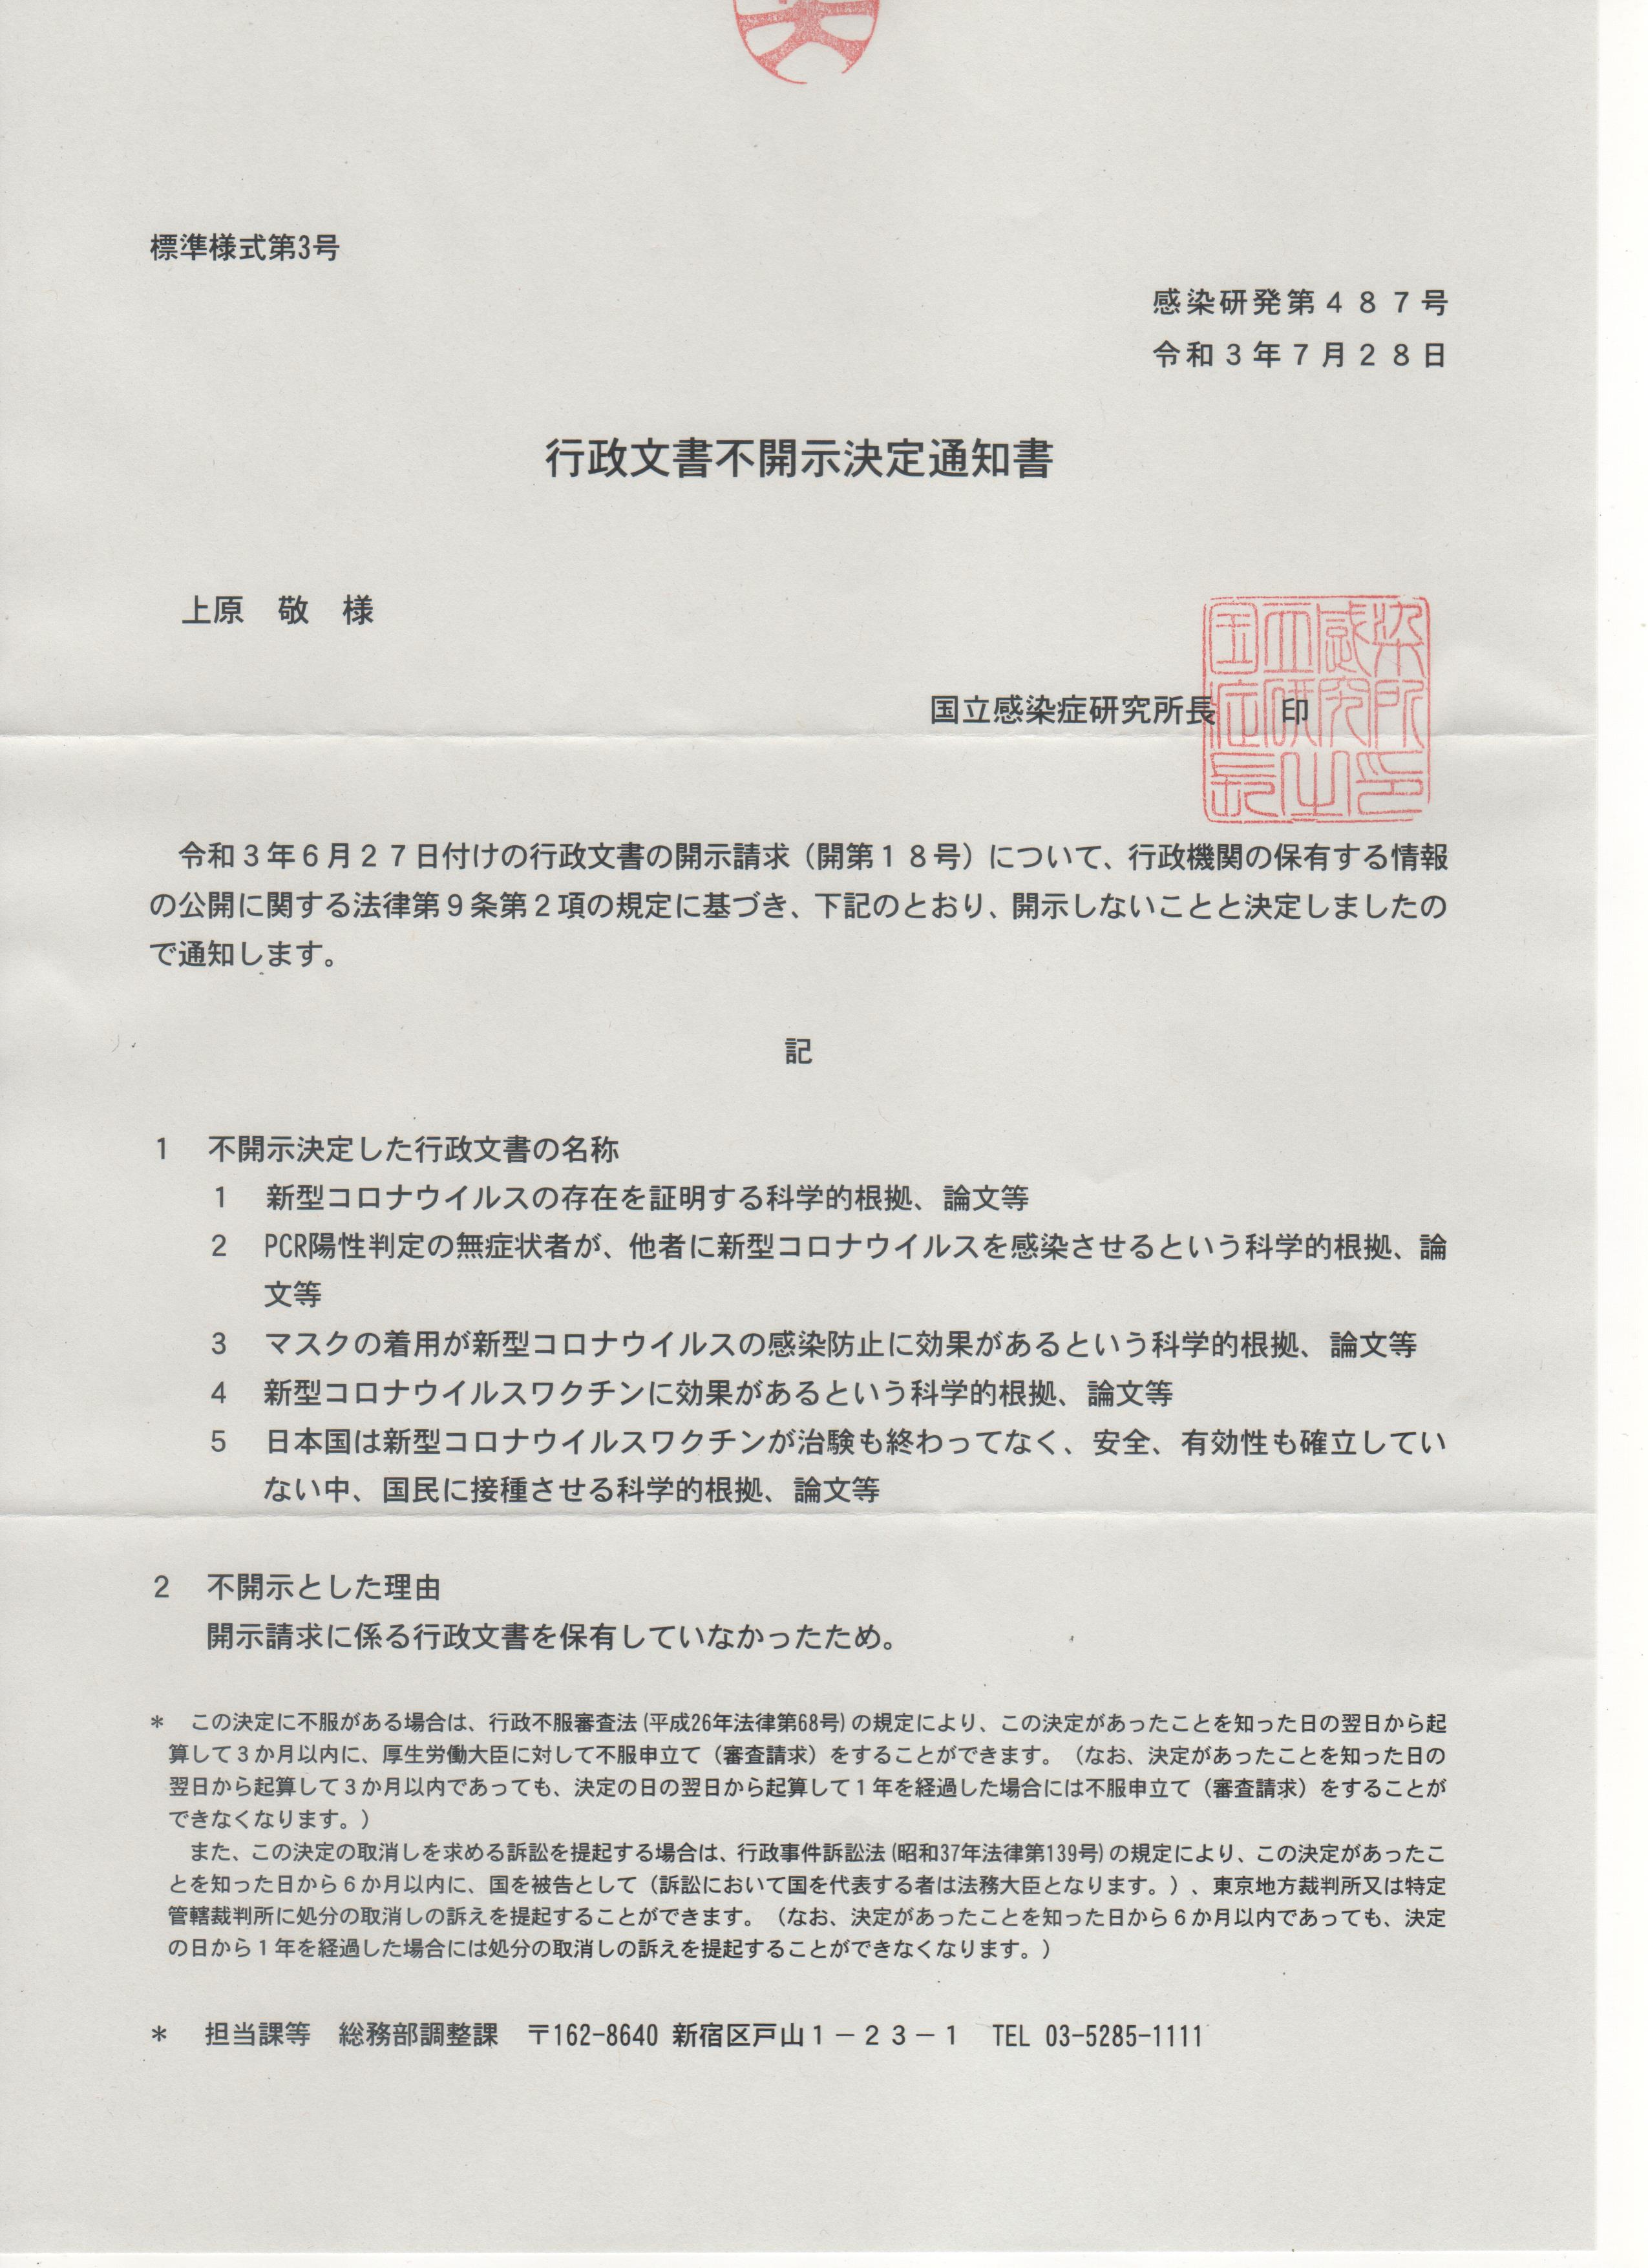 標準様式第3号
感染研発第４８７号
令和３年７月２８日
行政文書不開示決定通知書
上原　敬　様
国立感染症研究所長　　印
国立感染
症研究所
長之印
　令和３年６月２７日付けの行政文書の開示請求（開第１８号）について、行政機関の保有する情報
の公開に関する法律第９条第２項の規定に基づき、下記のとおり、開示しないことと決定しましたの
で通知します。
記
１　不開示決定した行政文書の名称
１　新型コロナウイルスの存在を証明する科学的根拠、論文等
２　PCR陽性判定の無症状者が、他者に新型コロナウイルスを感染させるという科学的根拠、論
文等
３　マスクの着用が新型コロナウイルスの感染防止に効果があるという科学的根拠、論文等
４　新型コロナウイルスワクチンに効果があるという科学的根拠、論文等
５　日本国は新型コロナウイルスワクチンが治験も終わってなく、安全、有効性も確立してい
ない中、国民に接種させる科学的根拠、論文等
２　不開示とした理由
開示請求に係る行政文書を保有していなかったため。
＊　この決定に不服がある場合は、行政不服審査法(平成26年法律第68号)の規定により、この決定があったことを知った日の翌日から起
算して３か月以内に、厚生労働大臣に対して不服申立て（審査請求）をすることができます。（なお、決定があったことを知った日の
翌日から起算して３か月以内であっても、決定の日の翌日から起算して１年を経過した場合には不服申立て（審査請求）をすることが
できなくなります。）
　また、この決定の取消しを求める訴訟を提起する場合は、行政事件訴訟法(昭和37年法律第139号)の規定により、この決定があったこ
とを知った日から６か月以内に、国を被告として（訴訟において国を代表する者は法務大臣となります。）、東京地方裁判所又は特定
管轄裁判所に処分の取消しの訴えを提起することができます。（なお、決定があったことを知った日から６か月以内であっても、決定
の日から１年を経過した場合には処分の取消しの訴えを提起することができなくなります。）
＊　担当課等　総務部調整課　〒162-8640 新宿区戸山１－２３－１　TEL 03-5285-1111